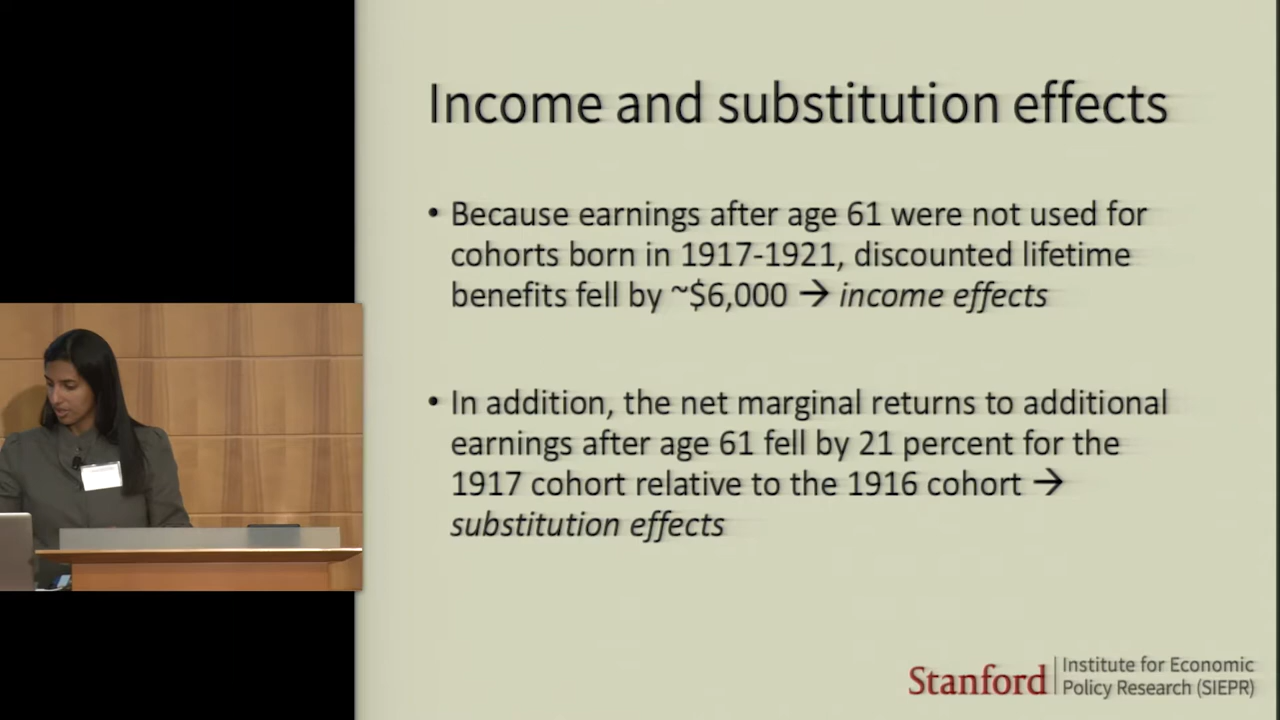 Income and substitution effects
• Because earnings after age 61 were not used for
cohorts born in 1917-1921, discounted lifetime
benefits fell by ~$6,000 → income effects
• In addition, the net marginal returns to additional
earnings after age 61 fell by 21 percent for the
1917 cohort relative to the 1916 cohort →
substitution effects
Stanford
Institute for Economic
Policy Research (SIEPR)